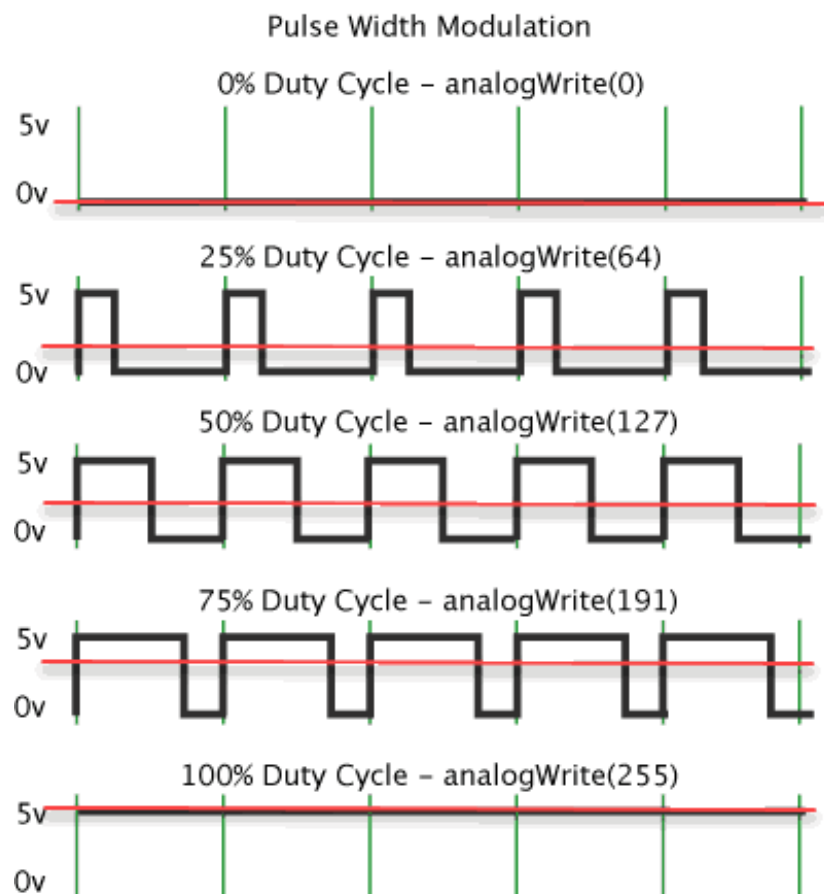 Pulse Width Modulation
0% Duty Cycle – analogWrite(0)
5v
0v
25% Duty Cycle – analogWrite(64)
5v
0v
50% Duty Cycle – analogWrite(127)
5v
0v
75% Duty Cycle – analogWrite(191)
5v
0v
100% Duty Cycle – analogWrite(255)
5v
0v